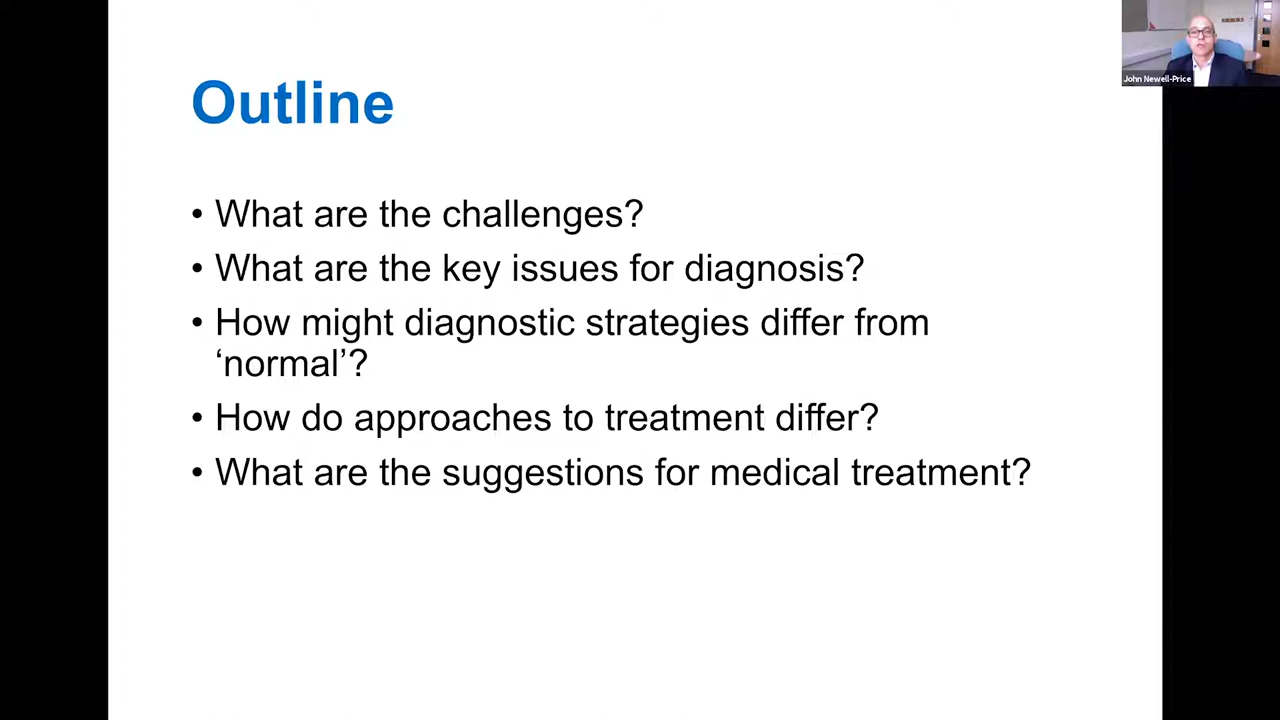 Outline
• What are the challenges?
• What are the key issues for diagnosis?
• How might diagnostic strategies differ from
‘normal’?
• How do approaches to treatment differ?
• What are the suggestions for medical treatment?
John Newell-Price